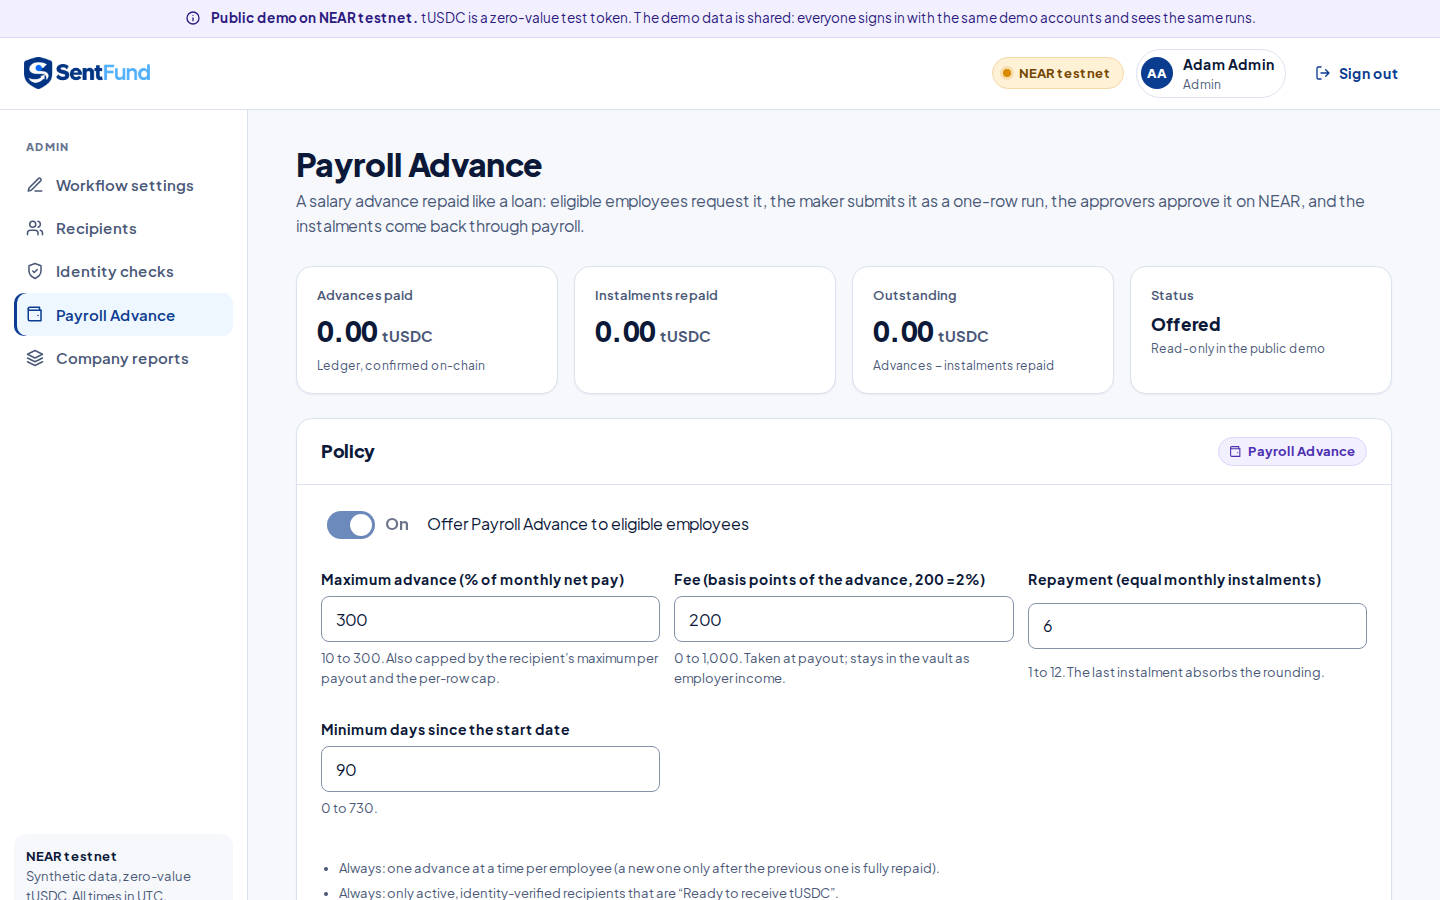 Public demo on NEAR testnet. tUSDC is a zero-value test token. The demo data is shared: everyone signs in with the same demo accounts and sees the same runs.
SentFund
NEAR testnet
AA
Adam Admin
Admin
Sign out
ADMIN
Workflow settings
Recipients
Identity checks
Payroll Advance
Company reports
NEAR testnet
Synthetic data, zero-value
tUSDC. All times in UTC.
Payroll Advance
A salary advance repaid like a loan: eligible employees request it, the maker submits it as a one-row run, the approvers approve it on NEAR, and the
instalments come back through payroll.
Advances paid
0.00 tUSDC
Ledger, confirmed on-chain
Instalments repaid
0.00 tUSDC
Outstanding
0.00 tUSDC
Advances – instalments repaid
Status
Offered
Read-only in the public demo
Policy
Payroll Advance
On
Offer Payroll Advance to eligible employees
Maximum advance (% of monthly net pay)
300
10 to 300. Also capped by the recipient’s maximum per
payout and the per-row cap.
Fee (basis points of the advance, 200 = 2%)
200
0 to 1,000. Taken at payout; stays in the vault as
employer income.
Repayment (equal monthly instalments)
6
1 to 12. The last instalment absorbs the rounding.
Minimum days since the start date
90
0 to 730.
• Always: one advance at a time per employee (a new one only after the previous one is fully repaid).
• Always: only active, identity-verified recipients that are “Ready to receive tUSDC”.